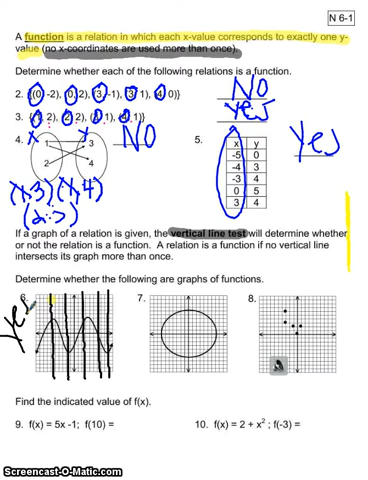 N 6-1
A function is a relation in which each x-value corresponds to exactly one y-
value (no x-coordinates are used more than once).
Determine whether each of the following relations is a function.
2. {(0, -2), (0, 2), (3, -1), (3, 1), (4, 0)} No
3. {(1, 2), (2, 2), (3, 1), (4, 1)} Yes
4. x y NO
1 3
2 4
(1,3) (1,4)
(2,3)
5. Yes
x y
-5 0
-4 3
-3 4
0 5
3 4
If a graph of a relation is given, the vertical line test will determine whether
or not the relation is a function. A relation is a function if no vertical line
intersects its graph more than once.
Determine whether the following are graphs of functions.
6. 7. 8.
Yes
Find the indicated value of f(x).
9. f(x) = 5x -1; f(10) = 10. f(x) = 2 + x² ; f(-3) =
Screencast-O-Matic.com